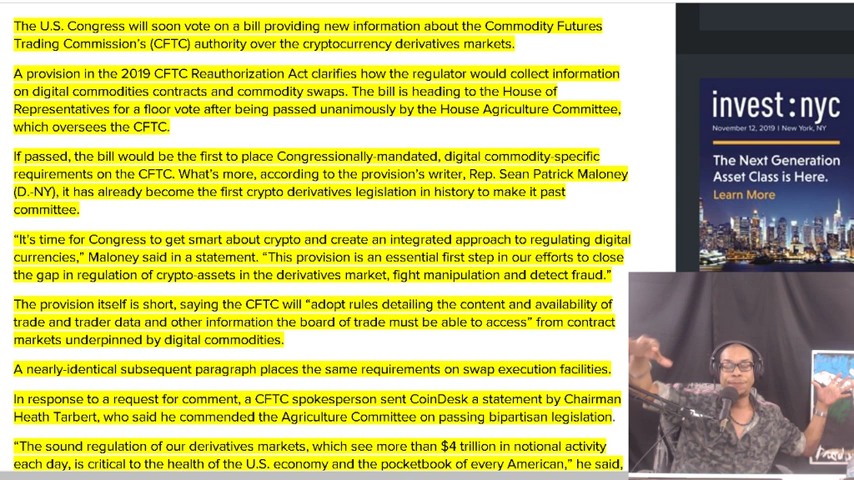 The U.S. Congress will soon vote on a bill providing new information about the Commodity Futures
Trading Commission's (CFTC) authority over the cryptocurrency derivatives markets.
A provision in the 2019 CFTC Reauthorization Act clarifies how the regulator would collect information
on digital commodities contracts and commodity swaps. The bill is heading to the House of
Representatives for a floor vote after being passed unanimously by the House Agriculture Committee,
which oversees the CFTC.
If passed, the bill would be the first to place Congressionally-mandated, digital commodity-specific
requirements on the CFTC. What's more, according to the provision's writer, Rep. Sean Patrick Maloney
(D.-NY), it has already become the first crypto derivatives legislation in history to make it past
committee.
“It's time for Congress to get smart about crypto and create an integrated approach to regulating digital
currencies,” Maloney said in a statement. “This provision is an essential first step in our efforts to close
the gap in regulation of crypto-assets in the derivatives market, fight manipulation and detect fraud.”
The provision itself is short, saying the CFTC will “adopt rules detailing the content and availability of
trade and trader data and other information the board of trade must be able to access” from contract
markets underpinned by digital commodities.
A nearly-identical subsequent paragraph places the same requirements on swap execution facilities.
In response to a request for comment, a CFTC spokesperson sent CoinDesk a statement by Chairman
Heath Tarbert, who said he commended the Agriculture Committee on passing bipartisan legislation.
“The sound regulation of our derivatives markets, which see more than $4 trillion in notional activity
each day, is critical to the health of the U.S. economy and the pocketbook of every American,” he said,
invest:nyc
November 12, 2019 | New York, NY
The Next Generation
Asset Class is Here.
Learn More